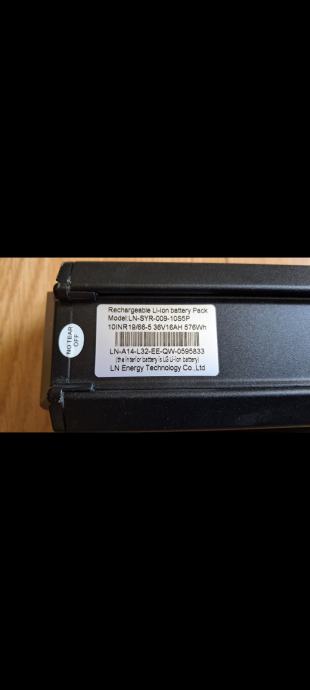 Rechargeable Li-ion battery Pack
Model:LN-SYR-009-10S5P
10INR19/66-5 36V16AH 576Wh
LN-A14-L32-EE-QW-0595833
(the interior battery is LG Li-ion battery)
LN Energy Technology Co.,Ltd
NO TEAR
OFF